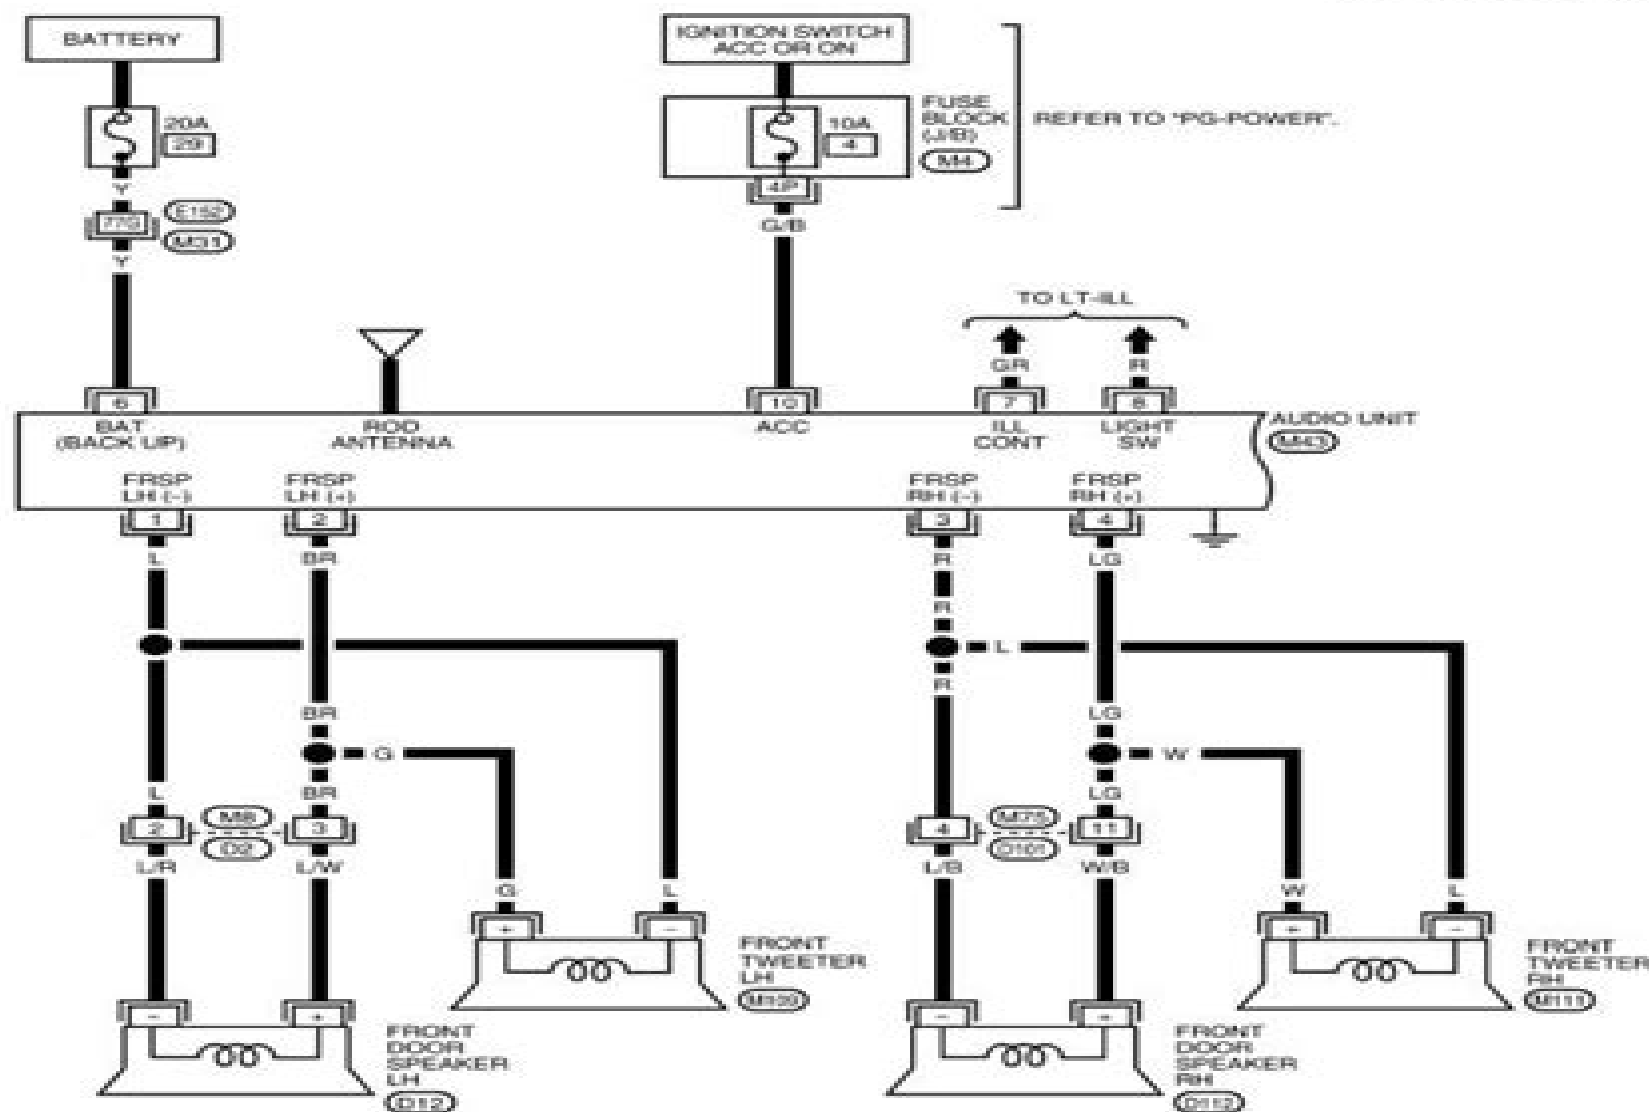 BATTERY
IGNITION SWITCH
ACC OR ON
20A
29
FUSE
BLOCK
(J/B)
M4
10A
4
REFER TO "PG-POWER".
Y
77G
E152
M31
Y
4P
G/B
TO LT-ILL
GR
R
6
10
7
8
BAT
(BACK UP)
ROD
ANTENNA
ACC
ILL
CONT
LIGHT
SW
AUDIO UNIT
M43
FRSP
LH (-)
FRSP
LH (+)
FRSP
RH (-)
FRSP
RH (+)
1
2
3
4
L
BR
R
LG
R
L
R
BR
LG
G
W
L
BR
LG
2
M8
D2
3
4
M75
D101
11
L/R
L/W
L/B
W/B
G
L
W
L
+
-
+
-
FRONT
TWEETER
LH
FRONT
TWEETER
RH
M111
-
+
-
+
FRONT
DOOR
SPEAKER
LH
D12
FRONT
DOOR
SPEAKER
RH
D112